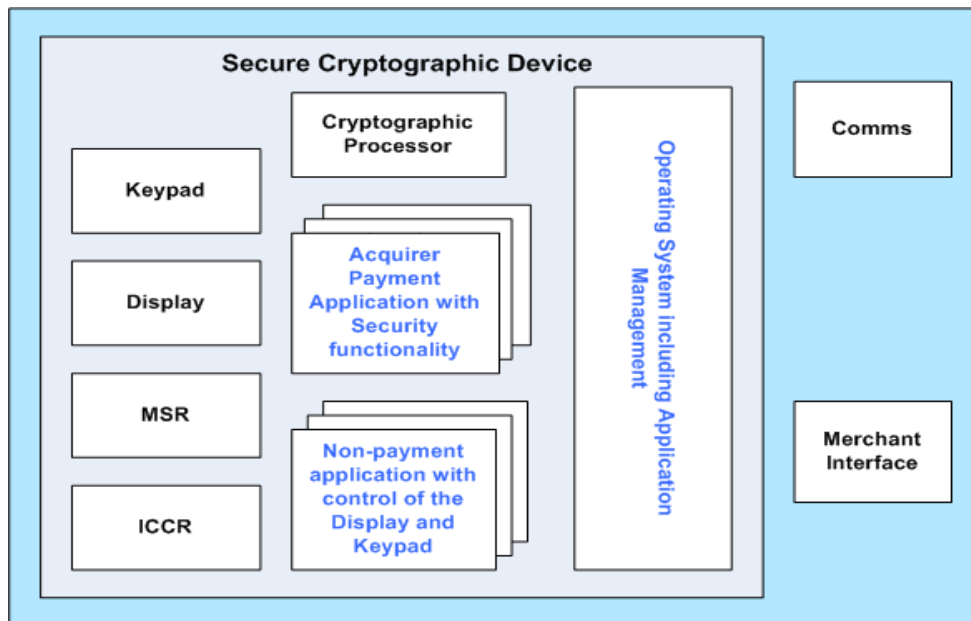 Secure Cryptographic Device
Cryptographic
Processor
Keypad
Display
MSR
ICCR
Acquirer
Payment
Application with
Security
functionality
Non-payment
application with
control of the
Display and
Keypad
Operating System including Application
Management
Comms
Merchant
Interface